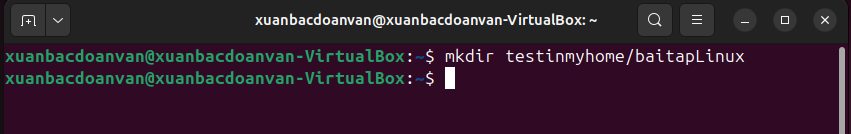 xuanbacdoanvan@xuanbacdoanvan-VirtualBox: ~
xuanbacdoanvan@xuanbacdoanvan-VirtualBox:~$ mkdir testinmyhome/baitapLinux
xuanbacdoanvan@xuanbacdoanvan-VirtualBox:~$